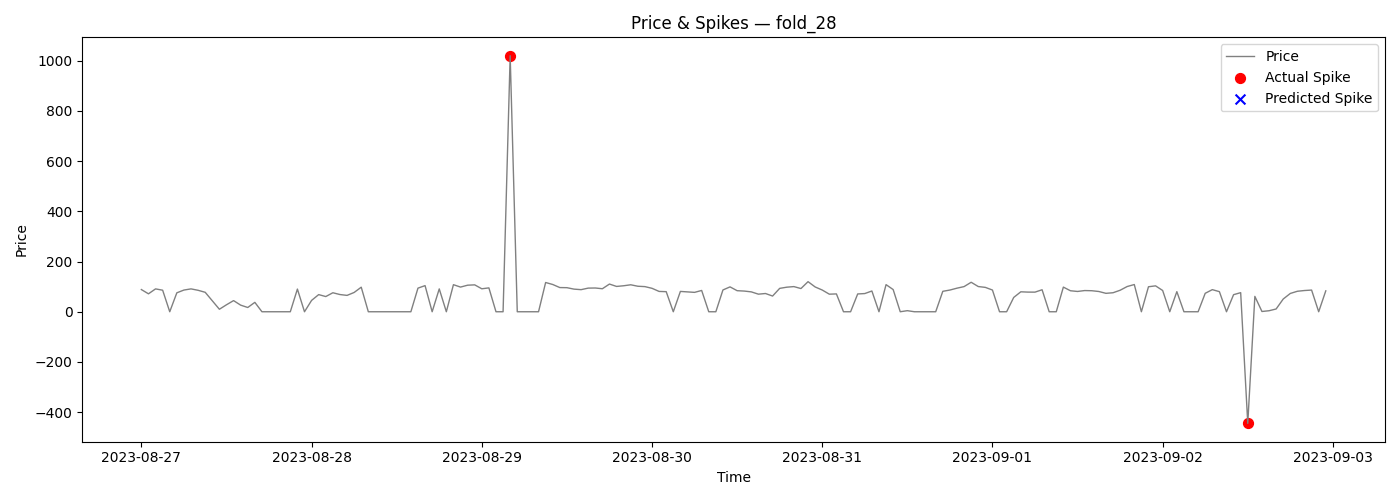 Price & Spikes — fold_28
Price
Actual Spike
Predicted Spike
1000
800
600
400
200
0
−200
−400
Price
2023-08-27
2023-08-28
2023-08-29
2023-08-30
2023-08-31
2023-09-01
2023-09-02
2023-09-03
Time